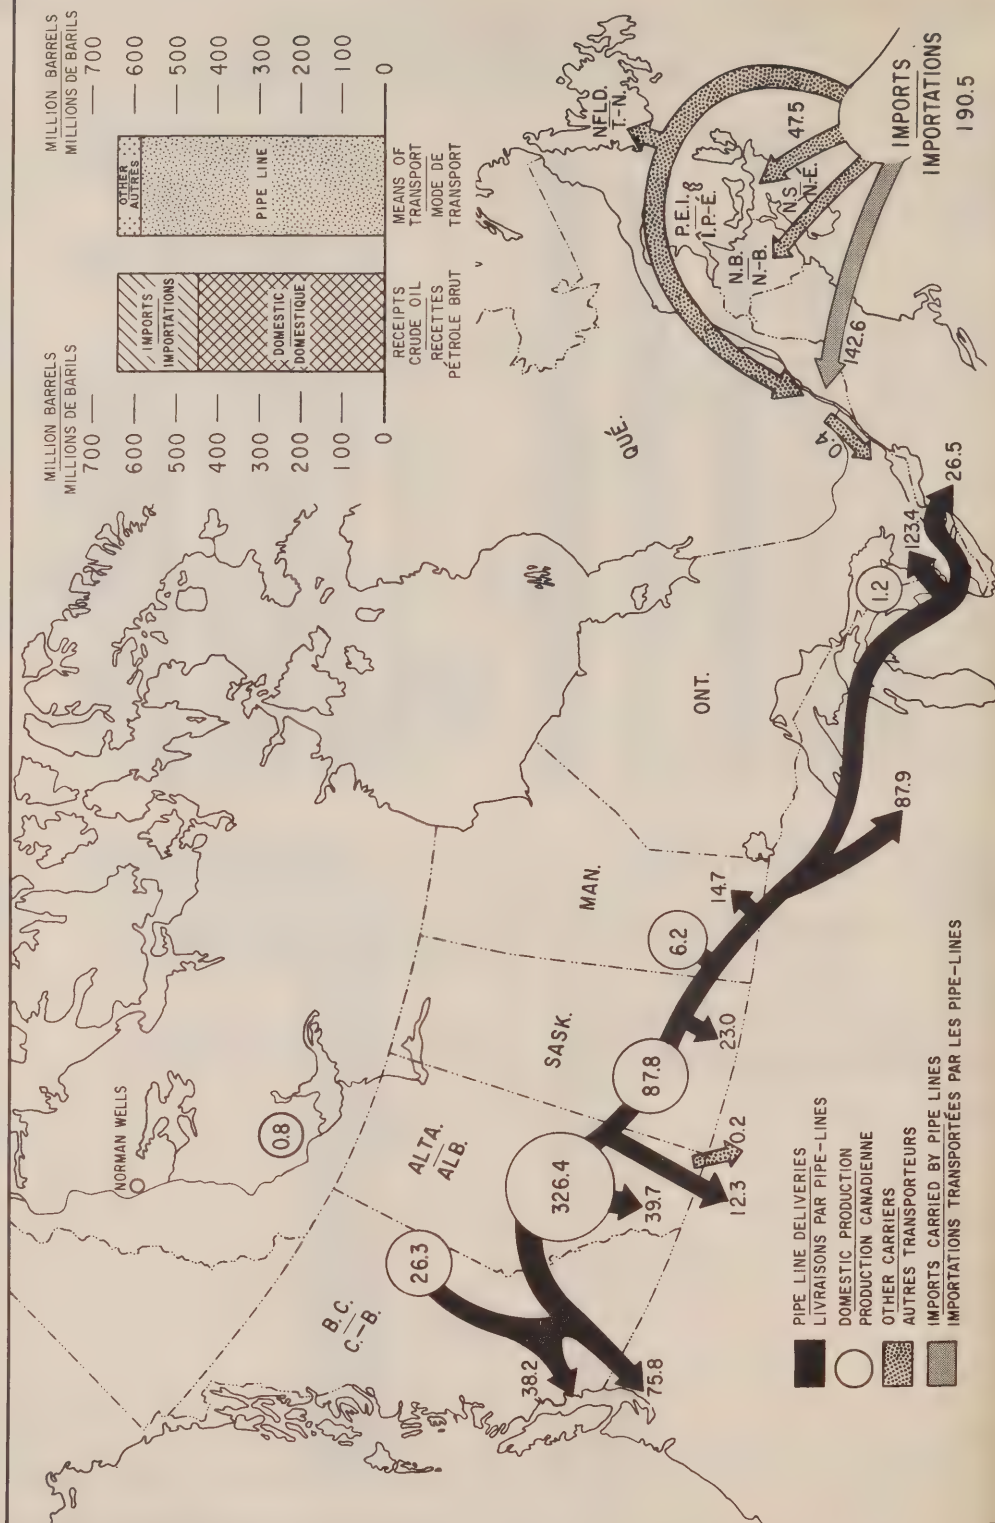 MILLION BARRELS
MILLIONS DE BARILS
700
600
500
400
300
200
100
0
IMPORTS
IMPORTATIONS
DOMESTIC
DOMESTIQUE
RECEIPTS
CRUDE OIL
RECETTES
PÉTROLE BRUT
OTHER
AUTRES
PIPE LINE
MEANS OF
TRANSPORT
MODE DE
TRANSPORT
MILLION BARRELS
MILLIONS DE BARILS
700
600
500
400
300
200
100
0
NORMAN WELLS
0.8
B.C.
C.-B.
26.3
38.2
75.8
ALTA.
ALB.
326.4
39.7
12.3
0.2
SASK.
87.8
23.0
MAN.
6.2
14.7
87.9
ONT.
1.2
123.4
26.5
QUÉ.
0.4
142.6
NFLD.
T.-N.
P.E.I.
Î.P.-É.
N.B.
N.-B.
N.S.
N.-É.
47.5
IMPORTS
IMPORTATIONS
190.5
PIPE LINE DELIVERIES
LIVRAISONS PAR PIPE-LINES
DOMESTIC PRODUCTION
PRODUCTION CANADIENNE
OTHER CARRIERS
AUTRES TRANSPORTEURS
IMPORTS CARRIED BY PIPE LINES
IMPORTATIONS TRANSPORTÉES PAR LES PIPE-LINES